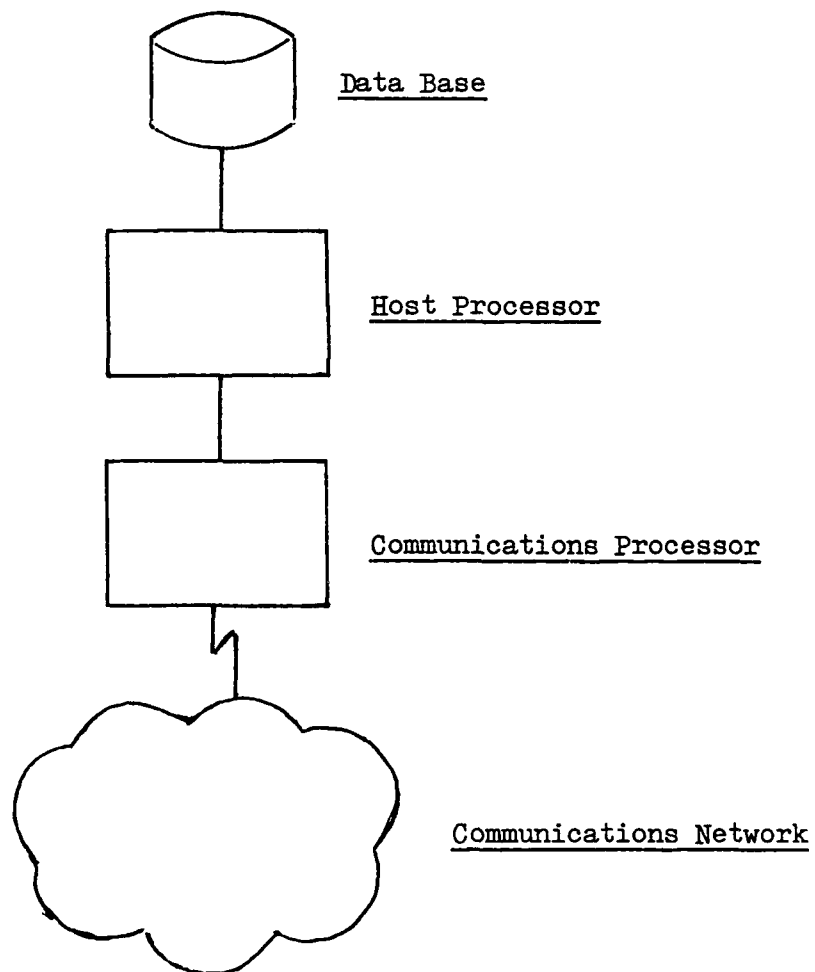 Data Base
Host Processor
Communications Processor
Communications Network